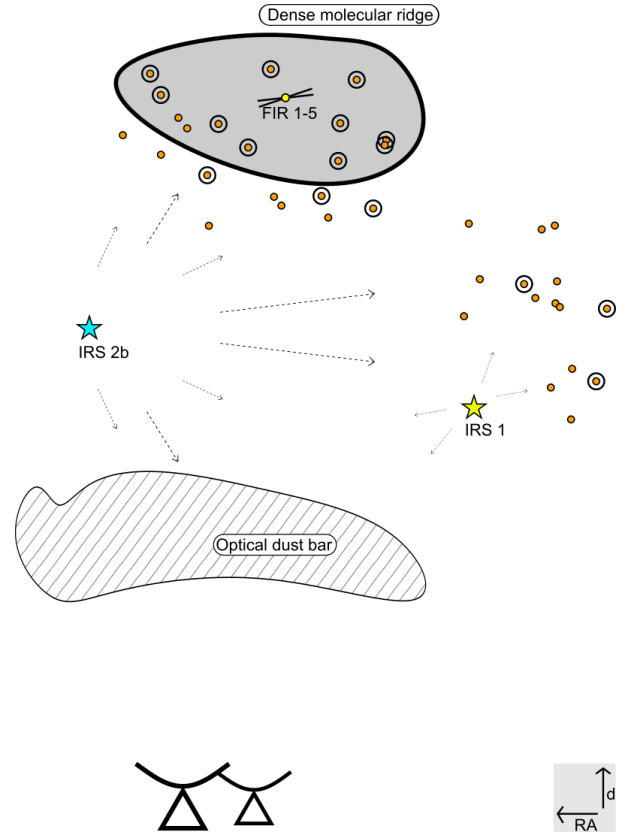 Dense molecular ridge
FIR 1-5
IRS 2b
IRS 1
Optical dust bar
d
RA